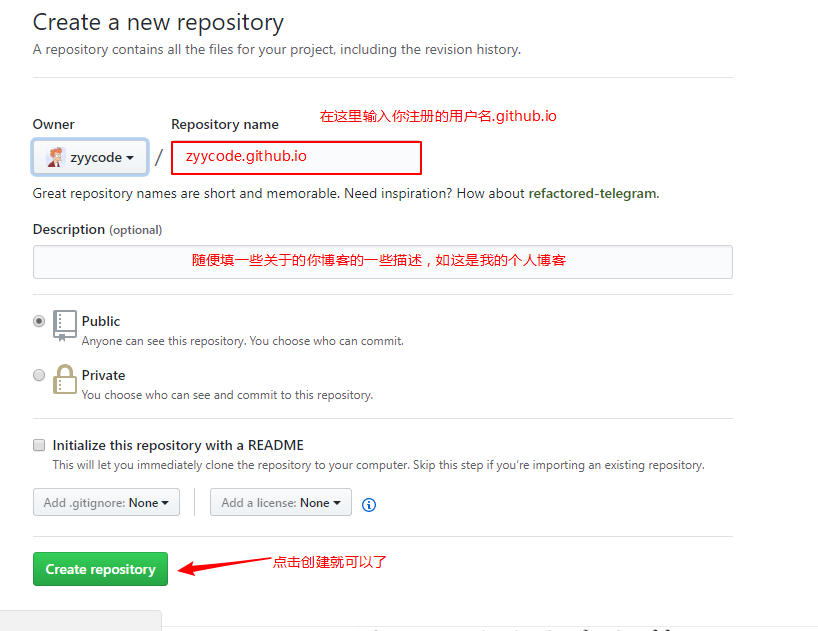 Create a new repository
A repository contains all the files for your project, including the revision history.
在这里输入你注册的用户名.github.io
Owner
Repository name
zyycode
/
zyycode.github.io
Great repository names are short and memorable. Need inspiration? How about refactored-telegram.
Description (optional)
随便填一些关于的你博客的一些描述，如这是我的个人博客
Public
Anyone can see this repository. You choose who can commit.
Private
You choose who can see and commit to this repository.
Initialize this repository with a README
This will let you immediately clone the repository to your computer. Skip this step if you're importing an existing repository.
Add .gitignore: None
Add a license: None
Create repository
点击创建就可以了